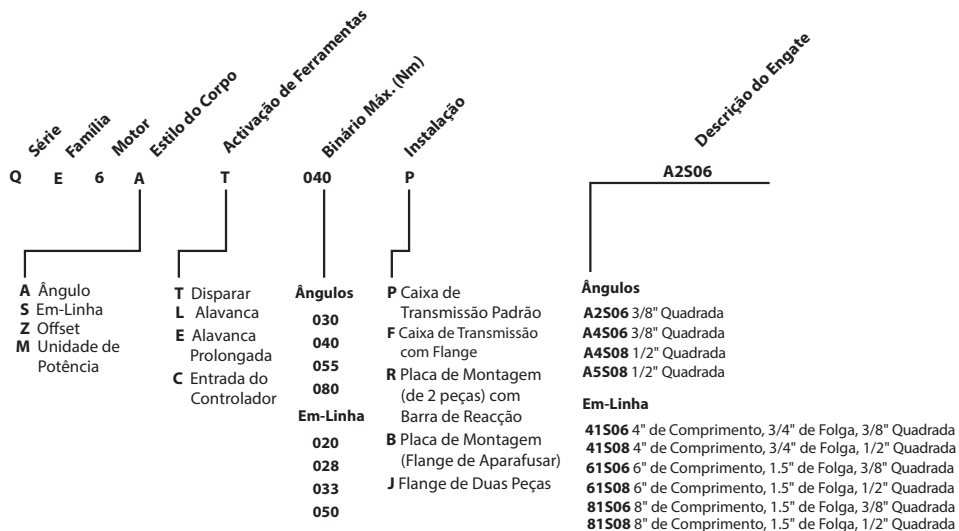 Série
Família
Motor
Estilo do Corpo
Activação de Ferramentas
Binário Máx. (Nm)
Instalação
Descrição do Engate
Q E 6 A T 040 P A2S06
A Ângulo
S Em-Linha
Z Offset
M Unidade de
Potência
T Disparar
L Alavanca
E Alavanca
Prolongada
C Entrada do
Controlador
Ângulos
030
040
055
080
Em-Linha
020
028
033
050
P Caixa de
Transmissão Padrão
F Caixa de Transmissão
com Flange
R Placa de Montagem
(de 2 peças) com
Barra de Reacção
B Placa de Montagem
(Flange de Aparafusar)
J Flange de Duas Peças
Ângulos
A2S06 3/8" Quadrada
A4S06 3/8" Quadrada
A4S08 1/2" Quadrada
A5S08 1/2" Quadrada
Em-Linha
41S06 4" de Comprimento, 3/4" de Folga, 3/8" Quadrada
41S08 4" de Comprimento, 3/4" de Folga, 1/2" Quadrada
61S06 6" de Comprimento, 1.5" de Folga, 3/8" Quadrada
61S08 6" de Comprimento, 1.5" de Folga, 1/2" Quadrada
81S06 8" de Comprimento, 1.5" de Folga, 3/8" Quadrada
81S08 8" de Comprimento, 1.5" de Folga, 1/2" Quadrada